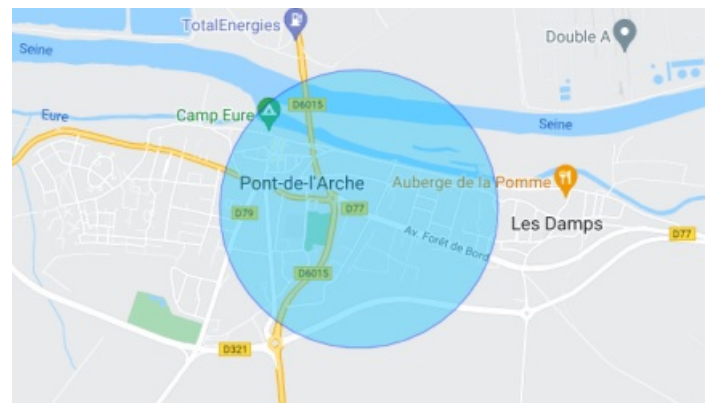 TotalEnergies
Double A
Seine
D6015
Camp Eure
Eure
Seine
Pont-de-l'Arche
Auberge de la Pomme
D79
D77
Les Damps
Av. Forêt de Bord
D77
D6015
D321